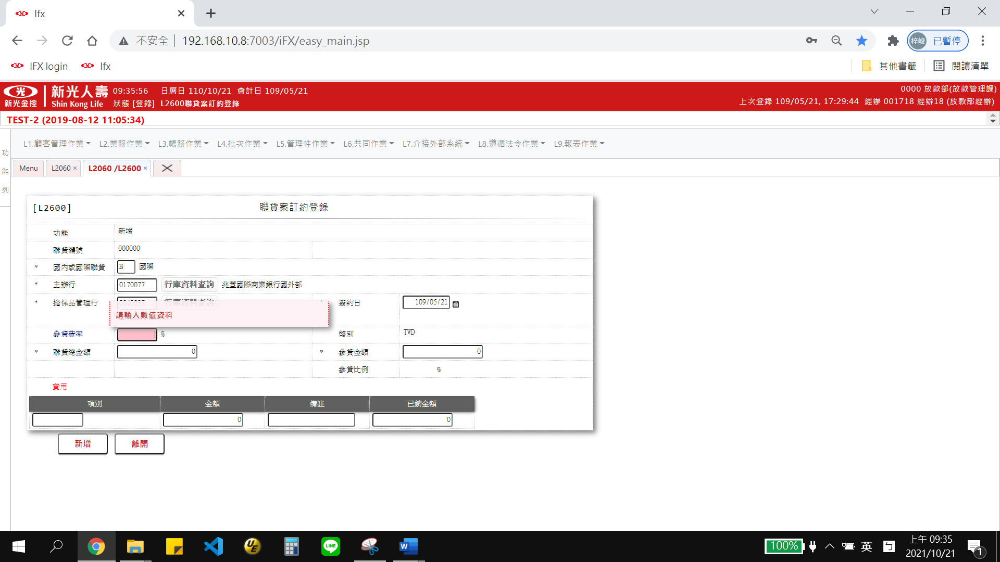 Ifx
不安全 192.168.10.8:7003/iFX/easy_main.jsp 梓峻 已暫停
IFX login Ifx 其他書籤 閱讀清單
光 新光金控 新光人壽 Shin Kong Life
09:35:56 日曆日 110/10/21 會計日 109/05/21
狀態 [登錄] L2600聯貸案訂約登錄
0000 放款部(放款管理課)
上次登錄 109/05/21, 17:29:44 經辦 001718 經辦18 (放款部經辦)
TEST-2 (2019-08-12 11:05:34)
功
能
列
L1.顧客管理作業 L2.業務作業 L3.帳務作業 L4.批次作業 L5.管理性作業 L6.共同作業 L7.介接外部系統 L8.遵循法令作業 L9.報表作業
Menu L2060 × L2060 /L2600 ×
[L2600] 聯貸案訂約登錄
功能 新增
聯貸編號 000000
* 國內或國際聯貸 B 國際
* 主辦行 0170077 行庫資料查詢 兆豐國際商業銀行國外部
* 擔保品管理行 行庫資料查詢 * 簽約日 109/05/21
請輸入數值資料
參貸費率 % 幣別 TWD
* 聯貸總金額 0 * 參貸金額 0
參貸比例 %
費用
項別 金額 備註 已銷金額
0 0
新增 離開
UE LINE W 100% 英 ㄅ 上午 09:35
2021/10/21 1